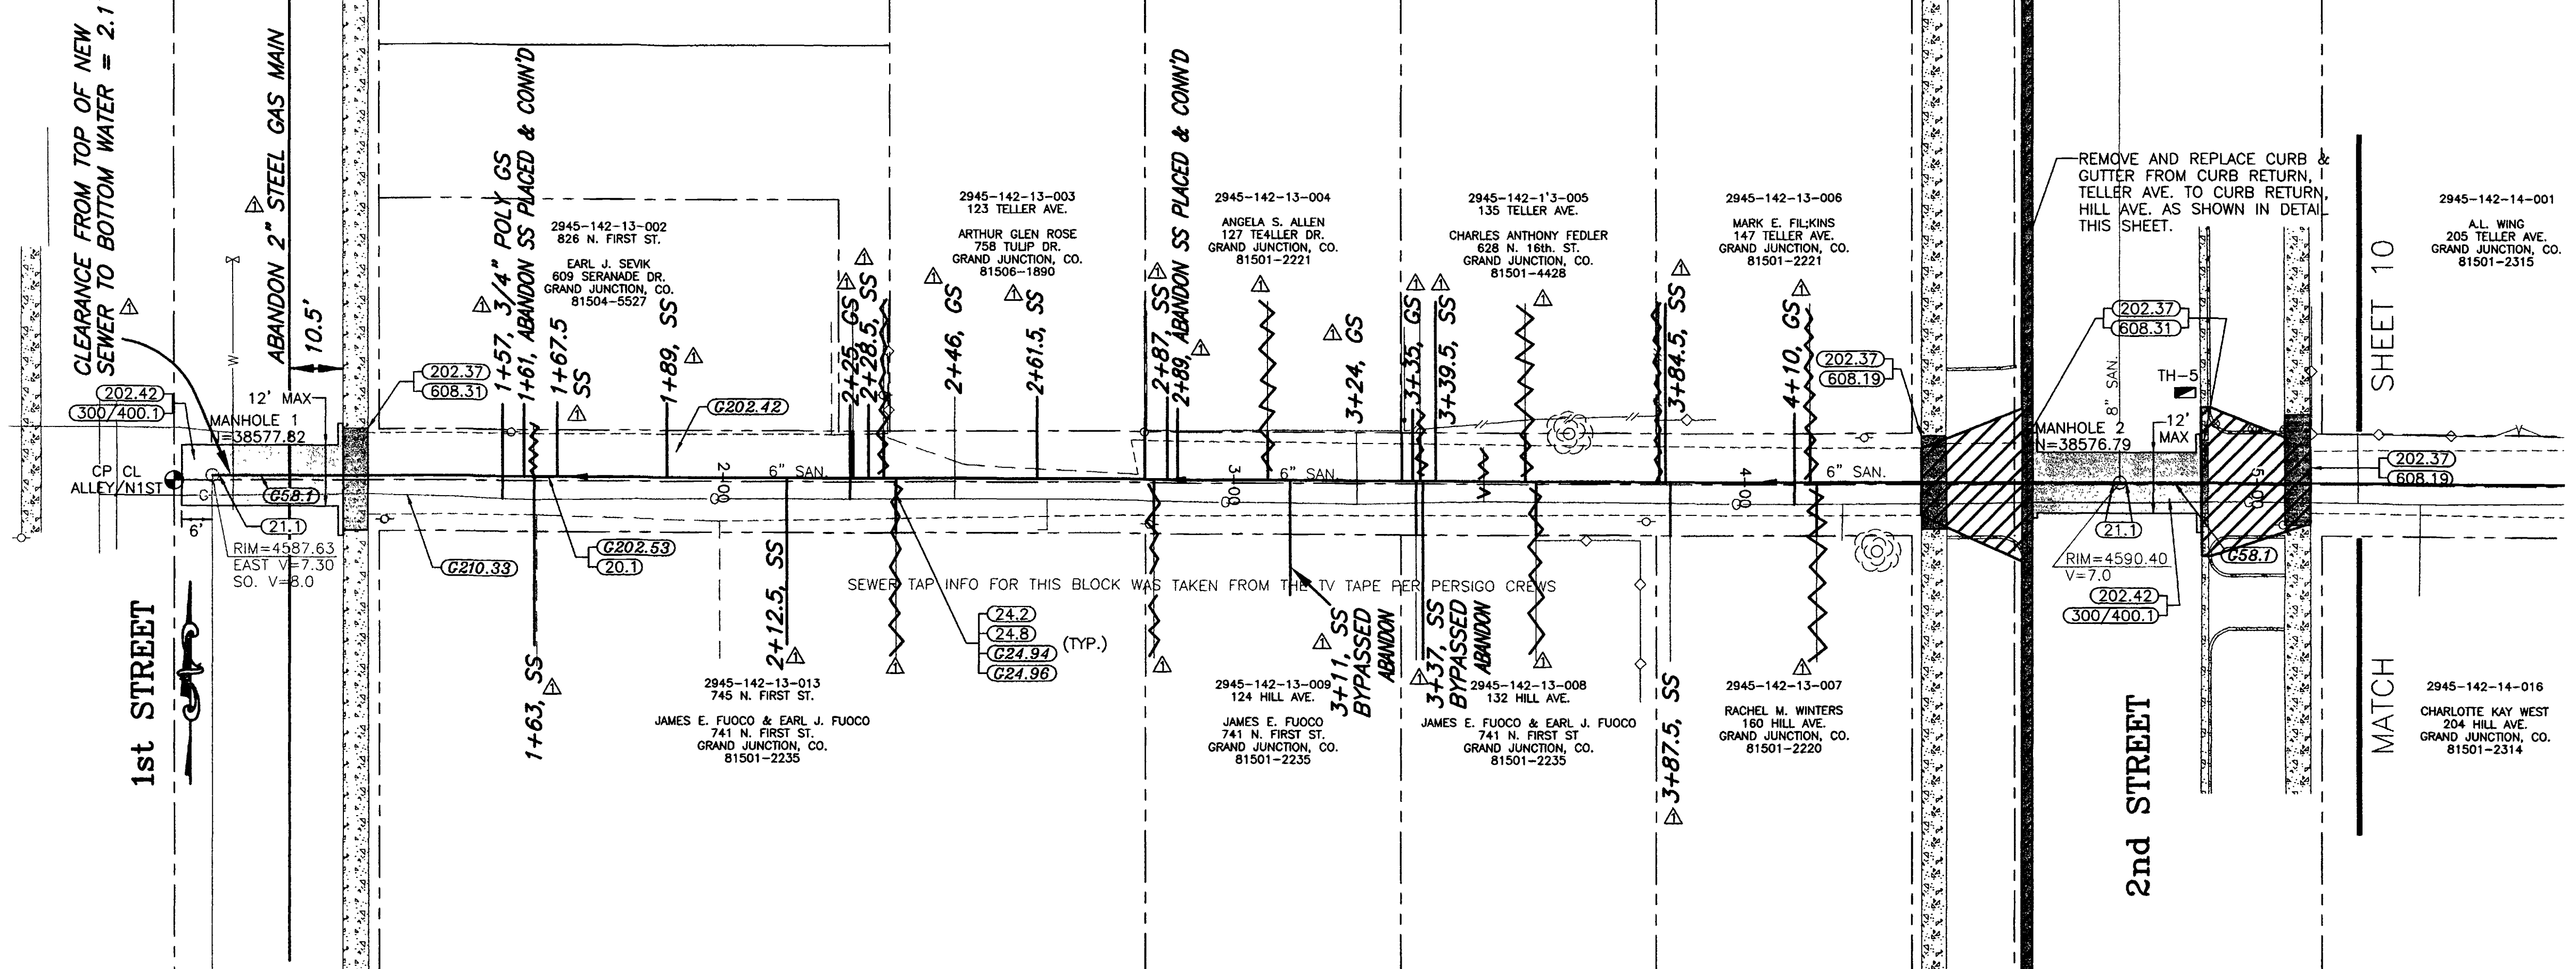 CLEARANCE FROM TOP OF NEW
SEWER TO BOTTOM WATER = 2.1
ABANDON 2" STEEL GAS MAIN
10.5'
W
202.42
300/400.1
12' MAX
MANHOLE 1
N=38577.82
CP CL
ALLEY/N1ST
G
G58.1
21.1
6'
RIM=4587.63
EAST V=7.30
SO. V=8.0
1st STREET
202.37
608.31
1+57, 3/4" POLY GS
1+61, ABANDON SS PLACED & CONN'D
1+67.5
SS
1+89, SS
2945-142-13-002
826 N. FIRST ST.
EARL J. SEVIK
609 SERANADE DR.
GRAND JUNCTION, CO.
81504-5527
G202.42
2+00
6" SAN.
G210.33
G202.53
20.1
1+63, SS
2+12.5, SS
2945-142-13-013
745 N. FIRST ST.
JAMES E. FUOCO & EARL J. FUOCO
741 N. FIRST ST.
GRAND JUNCTION, CO.
81501-2235
2+25, GS
2+28.5, SS
2+46, GS
2+61.5, SS
2945-142-13-003
123 TELLER AVE.
ARTHUR GLEN ROSE
758 TULIP DR.
GRAND JUNCTION, CO.
81506-1890
2+87, SS
2+89, ABANDON SS PLACED & CONN'D
SEWER TAP INFO FOR THIS BLOCK WAS TAKEN FROM THE TV TAPE PER PERSIGO CREWS
24.2
24.8
G24.94
G24.96
(TYP.)
2945-142-13-004
ANGELA S. ALLEN
127 TE4LLER DR.
GRAND JUNCTION, CO.
81501-2221
3+00
6" SAN.
3+24, GS
3+35, GS
3+39.5, SS
2945-142-1'3-005
135 TELLER AVE.
CHARLES ANTHONY FEDLER
628 N. 16th. ST.
GRAND JUNCTION, CO.
81501-4428
3+11, SS
BYPASSED
ABANDON
3+37, SS
BYPASSED
ABANDON
2945-142-13-009
124 HILL AVE.
JAMES E. FUOCO
741 N. FIRST ST.
GRAND JUNCTION, CO.
81501-2235
2945-142-13-008
132 HILL AVE.
JAMES E. FUOCO & EARL J. FUOCO
741 N. FIRST ST
GRAND JUNCTION, CO.
81501-2235
3+84.5, SS
3+87.5, SS
4+10, GS
2945-142-13-006
MARK E. FIL;KINS
147 TELLER AVE.
GRAND JUNCTION, CO.
81501-2221
4+00
6" SAN.
2945-142-13-007
RACHEL M. WINTERS
160 HILL AVE.
GRAND JUNCTION, CO.
81501-2220
202.37
608.19
REMOVE AND REPLACE CURB &
GUTTER FROM CURB RETURN,
TELLER AVE. TO CURB RETURN,
HILL AVE. AS SHOWN IN DETAIL
THIS SHEET.
202.37
608.31
TH-5
8" SAN.
12'
MAX
MANHOLE 2
N=38576.79
5+00
21.1
G58.1
RIM=4590.40
V=7.0
202.42
300/400.1
2nd STREET
202.37
608.19
MATCH
SHEET 10
2945-142-14-001
A.L. WING
205 TELLER AVE.
GRAND JUNCTION, CO.
81501-2315
2945-142-14-016
CHARLOTTE KAY WEST
204 HILL AVE.
GRAND JUNCTION, CO.
81501-2314